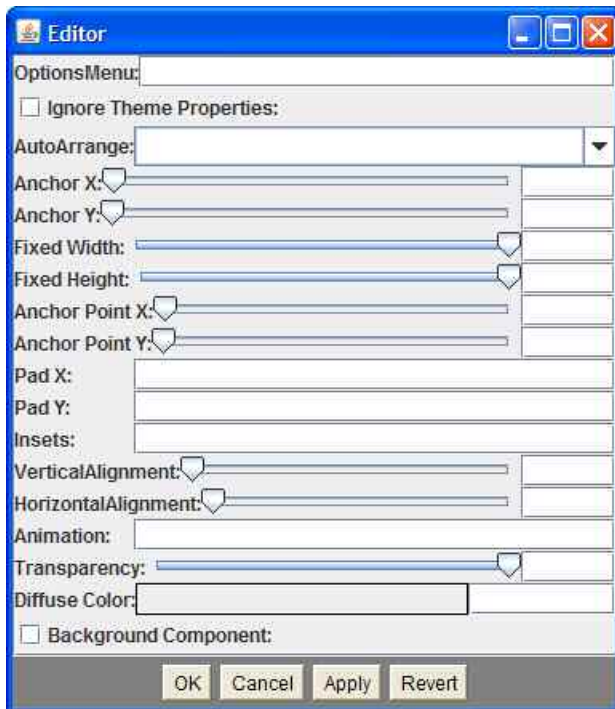 Editor
OptionsMenu:
Ignore Theme Properties:
AutoArrange:
Anchor X:
Anchor Y:
Fixed Width:
Fixed Height:
Anchor Point X:
Anchor Point Y:
Pad X:
Pad Y:
Insets:
VerticalAlignment:
HorizontalAlignment:
Animation:
Transparency:
Diffuse Color:
Background Component:
OK Cancel Apply Revert